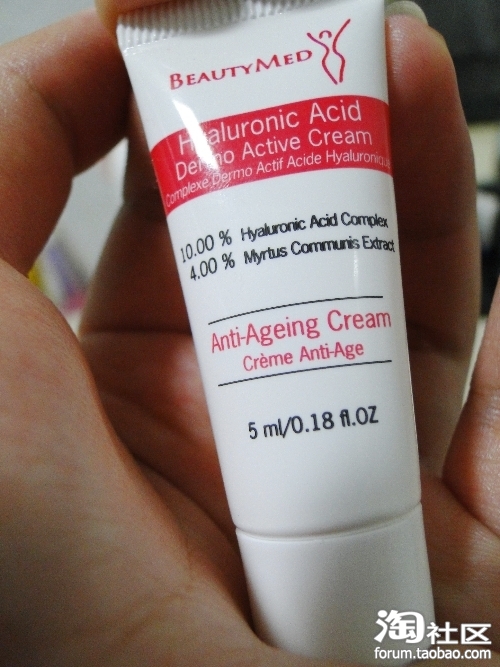 BEAUTYMED
Hyaluronic Acid
Dermo Active Cream
Complexe Dermo Actif Acide Hyaluronique
10.00 % Hyaluronic Acid Complex
4.00 % Myrtus Communis Extract
Anti-Ageing Cream
Crème Anti-Age
5 ml/0.18 fl.OZ
淘社区
forum.taobao.com